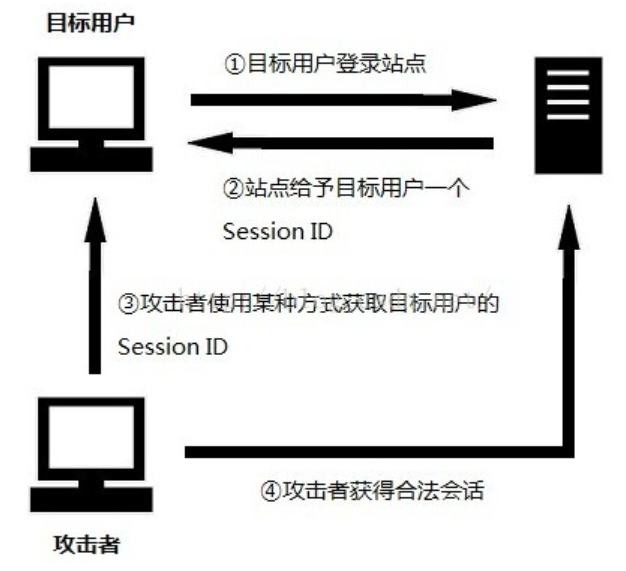 目标用户
①目标用户登录站点
②站点给予目标用户一个
Session ID
③攻击者使用某种方式获取目标用户的
Session ID
④攻击者获得合法会话
攻击者